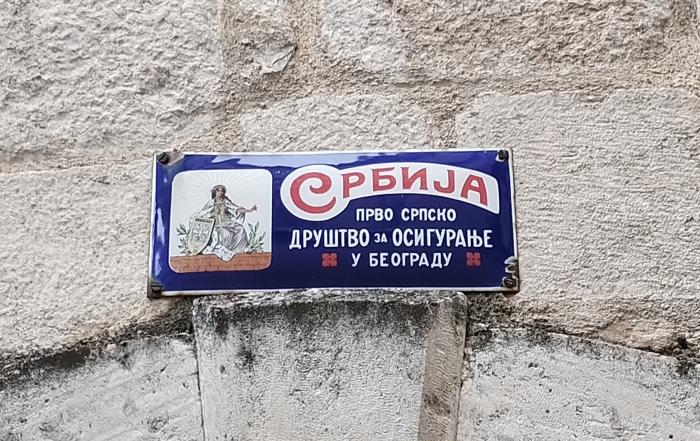 СРБИЈА
ПРВО СРПСКО
ДРУШТВО ЗА ОСИГУРАЊЕ
У БЕОГРАДУ